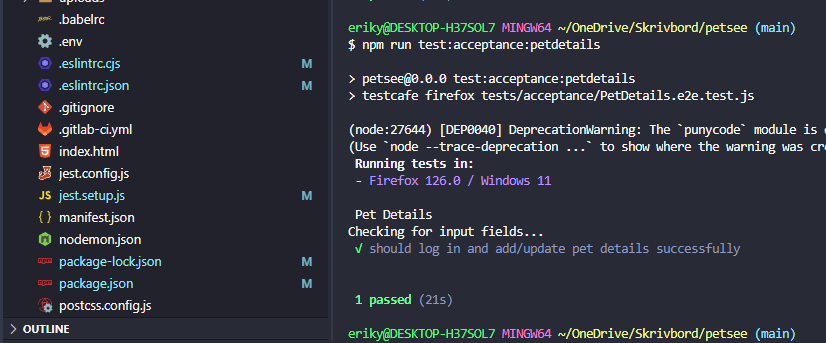 uploads
.babelrc
.env
.eslintrc.cjs M
.eslintrc.json M
.gitignore
.gitlab-ci.yml
index.html
jest.config.js
JS jest.setup.js M
manifest.json
nodemon.json
package-lock.json M
package.json M
postcss.config.js
OUTLINE
eriky@DESKTOP-H37SOL7 MINGW64 ~/OneDrive/Skrivbord/petsee (main)
$ npm run test:acceptance:petdetails
> petsee@0.0.0 test:acceptance:petdetails
> testcafe firefox tests/acceptance/PetDetails.e2e.test.js
(node:27644) [DEP0040] DeprecationWarning: The `punycode` module is
(Use `node --trace-deprecation ...` to show where the warning was
Running tests in:
- Firefox 126.0 / Windows 11
Pet Details
Checking for input fields...
√ should log in and add/update pet details successfully
1 passed (21s)
eriky@DESKTOP-H37SOL7 MINGW64 ~/OneDrive/Skrivbord/petsee (main)